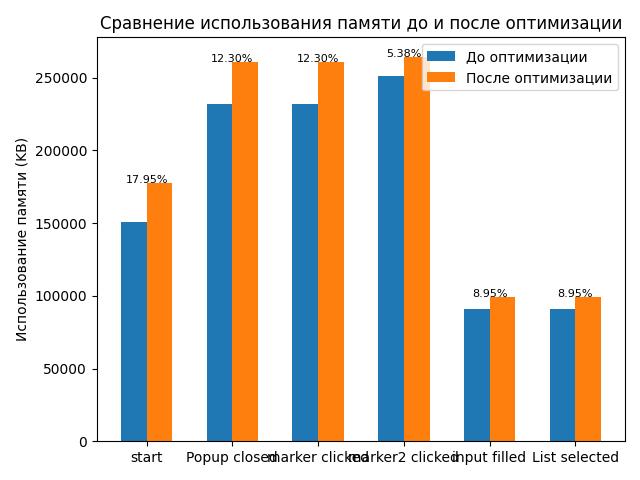 Сравнение использования памяти до и после оптимизации
До оптимизации
После оптимизации
Использование памяти (KB)
250000
200000
150000
100000
50000
0
17.95%
12.30%
12.30%
5.38%
8.95%
8.95%
start
Popup closed
marker clicked
marker2 clicked
input filled
List selected